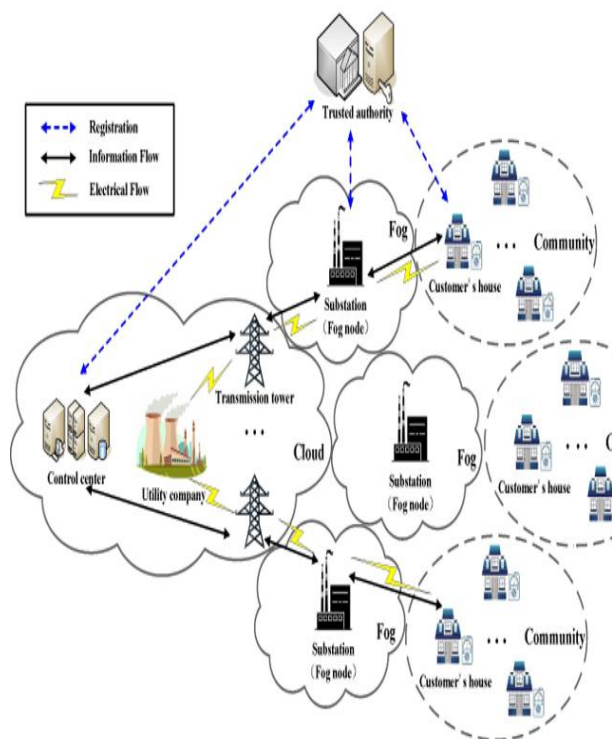 Trusted authority
Registration
Information Flow
Electrical Flow
Fog
Community
Substation
(Fog node)
Customer's house
Transmission tower
Cloud
Control center
Utility company
Substation
(Fog node)
Fog
Customer's house
C
Substation
(Fog node)
Fog
Customer's house
Community